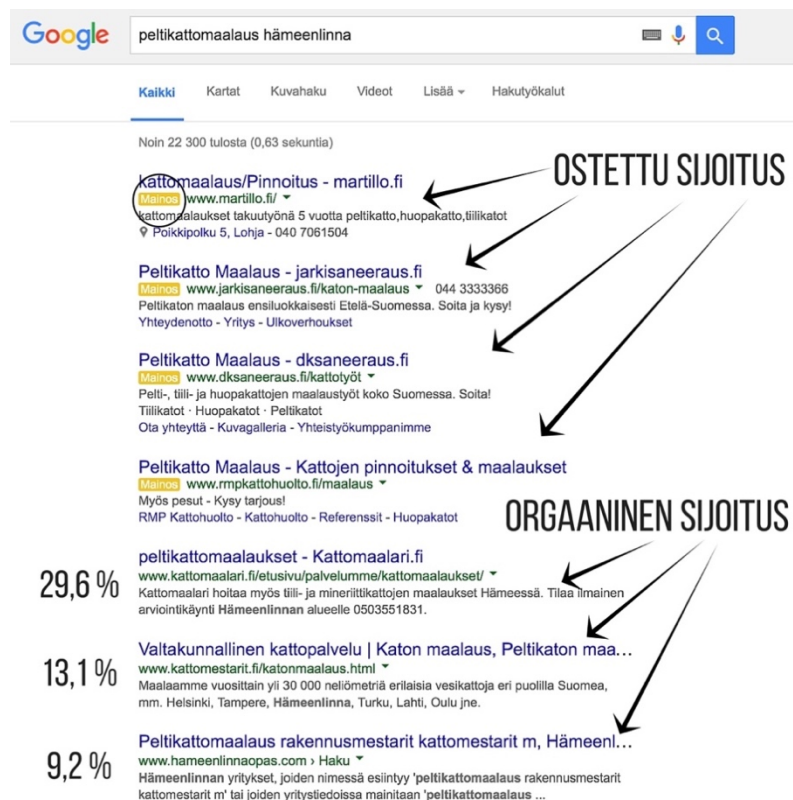 Google
peltikattomaalaus hämeenlinna
Kaikki Kartat Kuvahaku Videot Lisää Hakutyökalut
Noin 22 300 tulosta (0,63 sekuntia)
OSTETTU SIJOITUS
kattomaalaus/Pinnoitus - martillo.fi
Mainos www.martillo.fi/
kattomaalaukset takuutyönä 5 vuotta peltikatto,huopakatto,tiilikatot
Poikkipolku 5, Lohja - 040 7061504
Peltikatto Maalaus - jarkisaneeraus.fi
Mainos www.jarkisaneeraus.fi/katon-maalaus 044 3333366
Peltikaton maalaus ensiluokkaisesti Etelä-Suomessa. Soita ja kysy!
Yhteydenotto - Yritys - Ulkoverhoukset
Peltikatto Maalaus - dksaneeraus.fi
Mainos www.dksaneeraus.fi/kattotyöt
Pelti-, tiili- ja huopakattojen maalaustyöt koko Suomessa. Soita!
Tiilikatot · Huopakatot · Peltikatot
Ota yhteyttä - Kuvagalleria - Yhteistyökumppanimme
Peltikatto Maalaus - Kattojen pinnoitukset & maalaukset
Mainos www.rmpkattohuolto.fi/maalaus
Myös pesut - Kysy tarjous!
RMP Kattohuolto - Kattohuolto - Referenssit - Huopakatot
ORGAANINEN SIJOITUS
peltikattomaalaukset - Kattomaalari.fi
www.kattomaalari.fi/etusivu/palvelumme/kattomaalaukset/
29,6 %
Kattomaalari hoitaa myös tiili- ja mineriittikattojen maalaukset Hämeessä. Tilaa ilmainen
arviointikäynti Hämeenlinnan alueelle 0503551831.
Valtakunnallinen kattopalvelu | Katon maalaus, Peltikaton maa...
www.kattomestarit.fi/katonmaalaus.html
13,1 %
Maalaamme vuosittain yli 30 000 neliömetriä erilaisia vesikattoja eri puolilla Suomea,
mm. Helsinki, Tampere, Hämeenlinna, Turku, Lahti, Oulu jne.
Peltikattomaalaus rakennusmestarit kattomestarit m, Hämeenl...
www.hameenlinnaopas.com › Haku
9,2 %
Hämeenlinnan yritykset, joiden nimessä esiintyy 'peltikattomaalaus rakennusmestarit
kattomestarit m' tai joiden yritystiedoissa mainitaan 'peltikattomaalaus ...